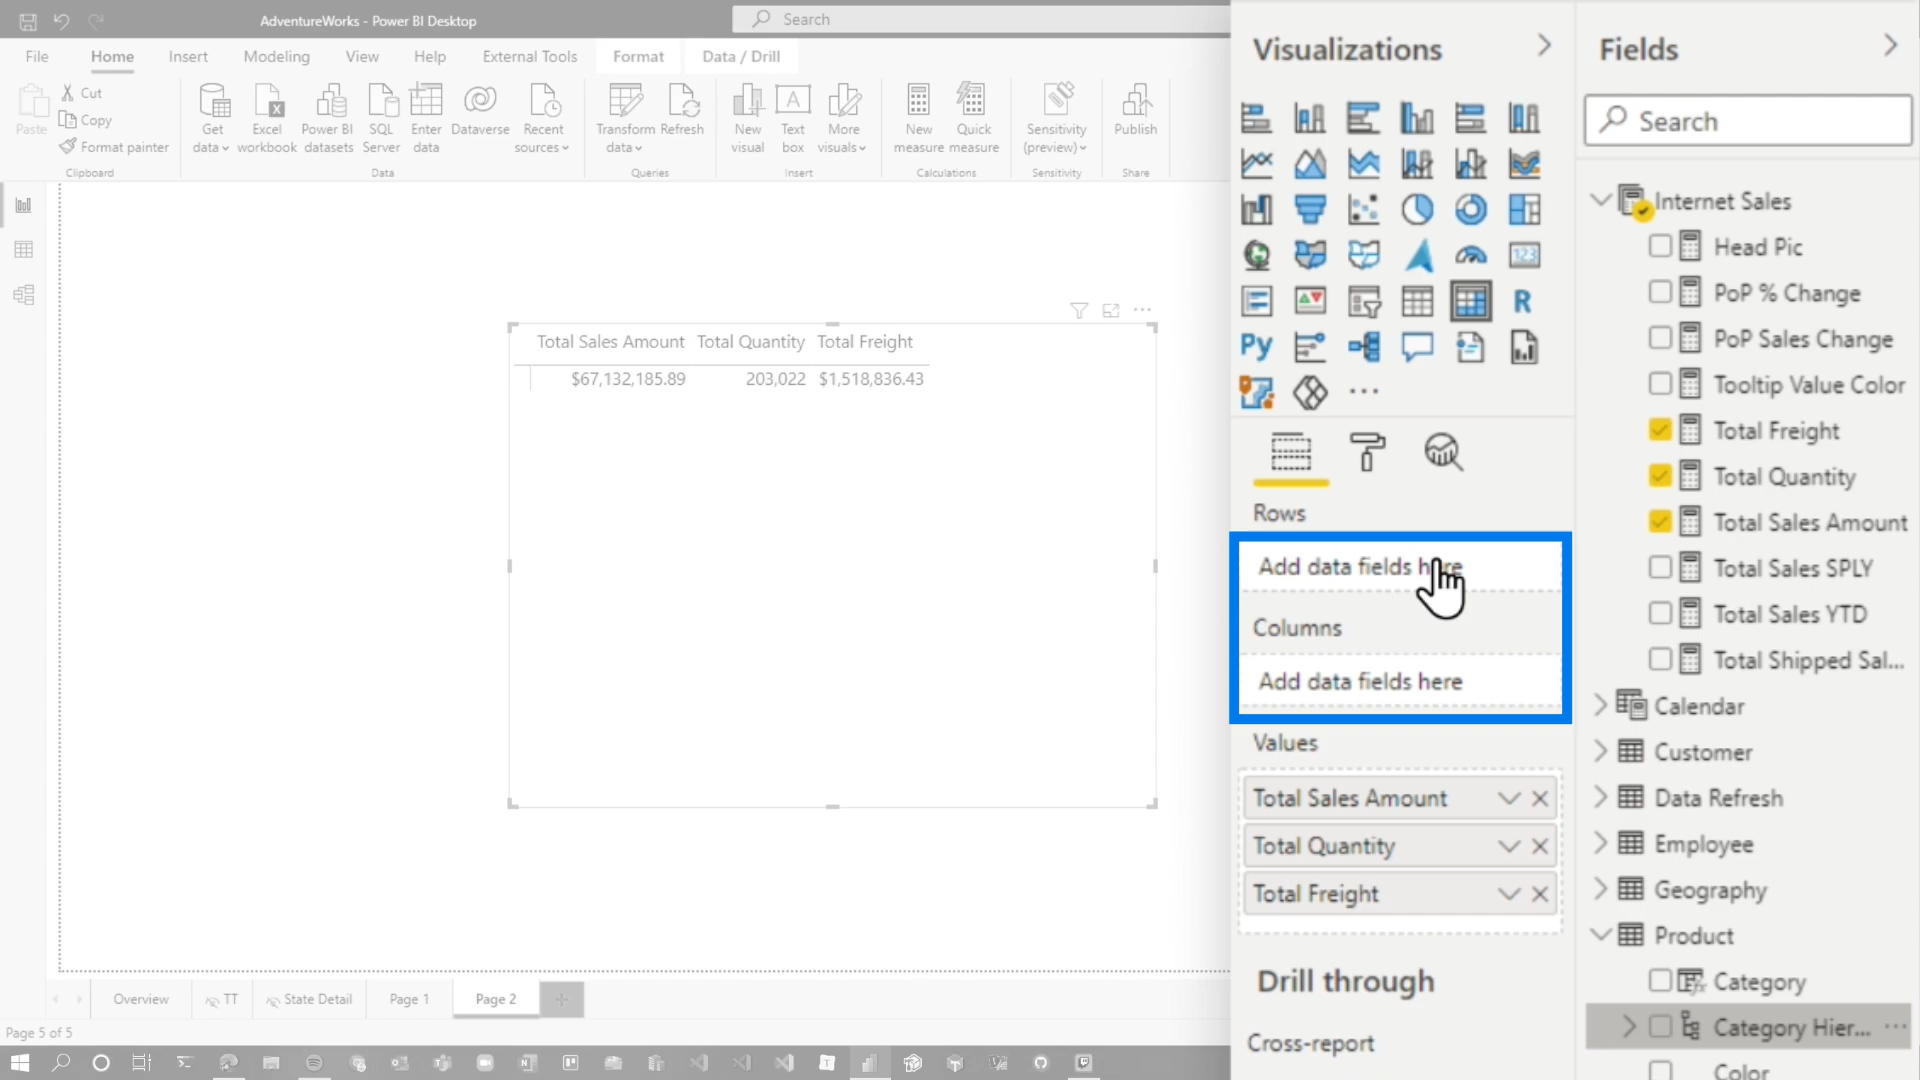 AdventureWorks - Power BI Desktop
Search
File
Home
Insert
Modeling
View
Help
External Tools
Format
Data / Drill
Paste
Cut
Copy
Format painter
Get data
Excel workbook
Power BI datasets
SQL Server
Enter data
Dataverse
Recent sources
Transform data
Refresh
New visual
Text box
More visuals
New measure
Quick measure
Sensitivity (preview)
Publish
Clipboard
Data
Queries
Insert
Calculations
Sensitivity
Share
Total Sales Amount Total Quantity Total Freight
$67,132,185.89 203,022 $1,518,836.43
Overview
TT
State Detail
Page 1
Page 2
Page 5 of 5
Visualizations
123
R
Py
Rows
Add data fields here
Columns
Add data fields here
Values
Total Sales Amount
Total Quantity
Total Freight
Drill through
Cross-report
Fields
Search
Internet Sales
Head Pic
PoP % Change
PoP Sales Change
Tooltip Value Color
Total Freight
Total Quantity
Total Sales Amount
Total Sales SPLY
Total Sales YTD
Total Shipped Sal...
Calendar
Customer
Data Refresh
Employee
Geography
Product
Category
Category Hier... ...
Color